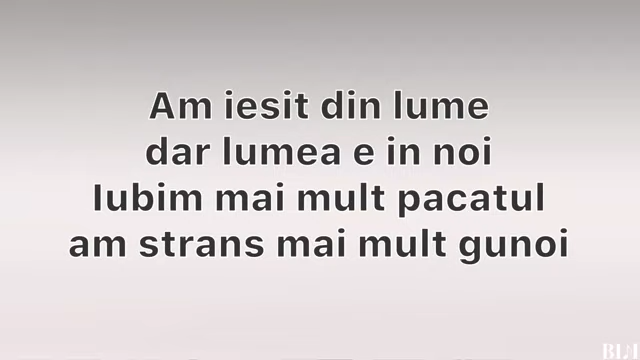 Am iesit din lume
dar lumea e in noi
Iubim mai mult pacatul
am strans mai mult gunoi